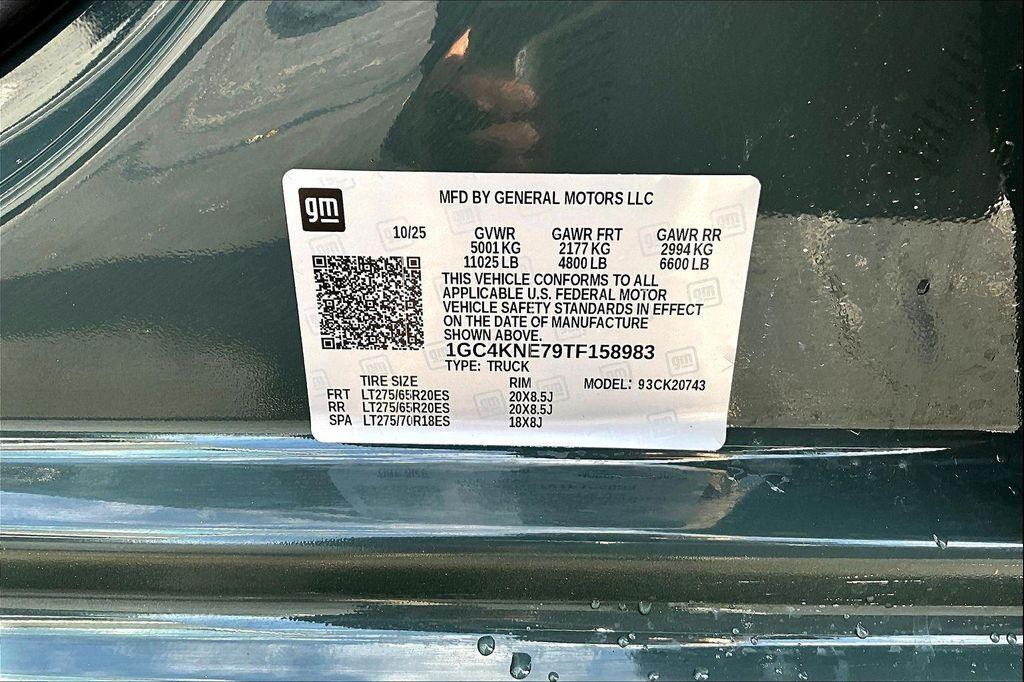 gm
MFD BY GENERAL MOTORS LLC
10/25 GVWR GAWR FRT GAWR RR
5001 KG 2177 KG 2994 KG
11025 LB 4800 LB 6600 LB
THIS VEHICLE CONFORMS TO ALL
APPLICABLE U.S. FEDERAL MOTOR
VEHICLE SAFETY STANDARDS IN EFFECT
ON THE DATE OF MANUFACTURE
SHOWN ABOVE.
1GC4KNE79TF158983
TYPE: TRUCK
TIRE SIZE RIM MODEL: 93CK20743
FRT LT275/65R20ES 20X8.5J
RR LT275/65R20ES 20X8.5J
SPA LT275/70R18ES 18X8J